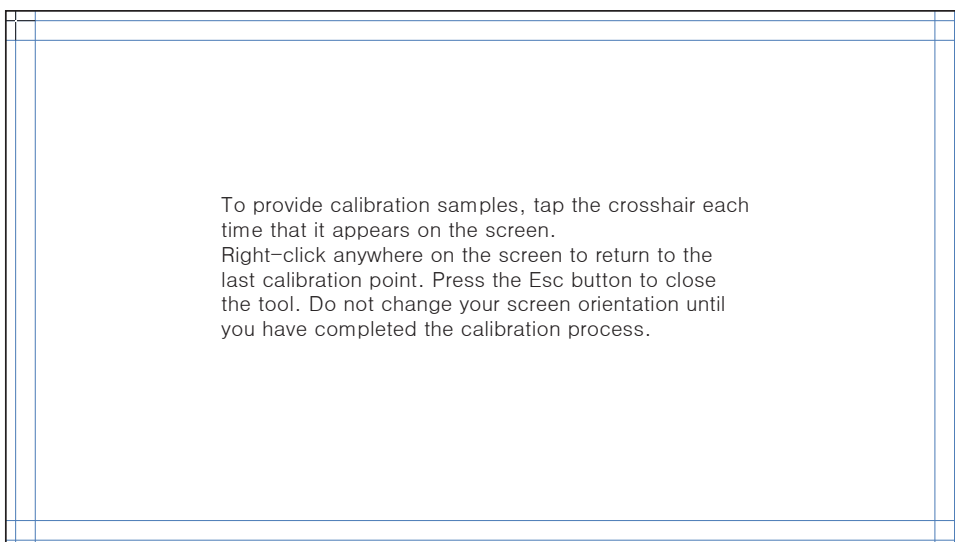 To provide calibration samples, tap the crosshair each
time that it appears on the screen.
Right-click anywhere on the screen to return to the
last calibration point. Press the Esc button to close
the tool. Do not change your screen orientation until
you have completed the calibration process.